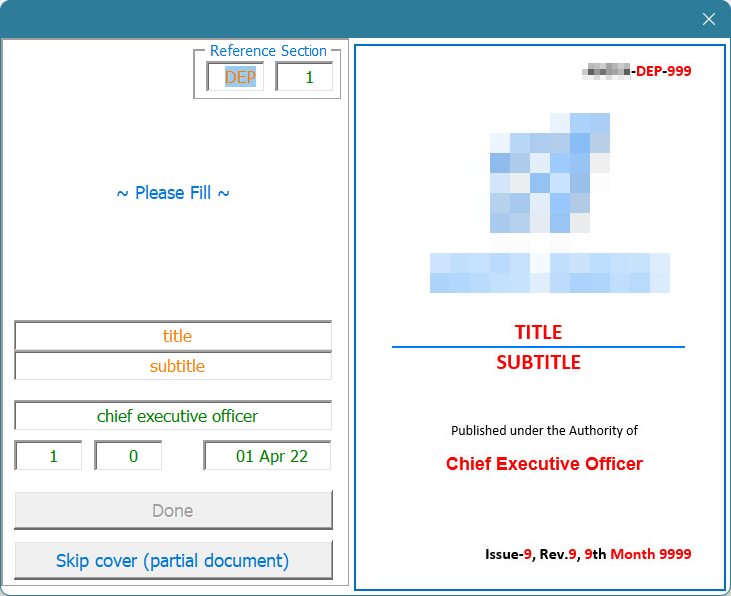 Reference Section
DEP 1
~ Please Fill ~
title
subtitle
chief executive officer
1 0 01 Apr 22
Done
Skip cover (partial document)
-DEP-999
TITLE
SUBTITLE
Published under the Authority of
Chief Executive Officer
Issue-9, Rev.9, 9th Month 9999